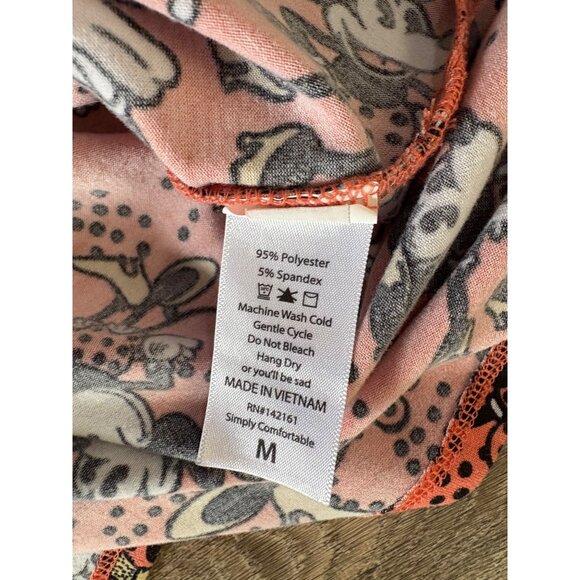 95% Polyester
5% Spandex
Machine Wash Cold
Gentle Cycle
Do Not Bleach
Hang Dry
or you'll be sad
MADE IN VIETNAM
RN#142161
Simply Comfortable
M